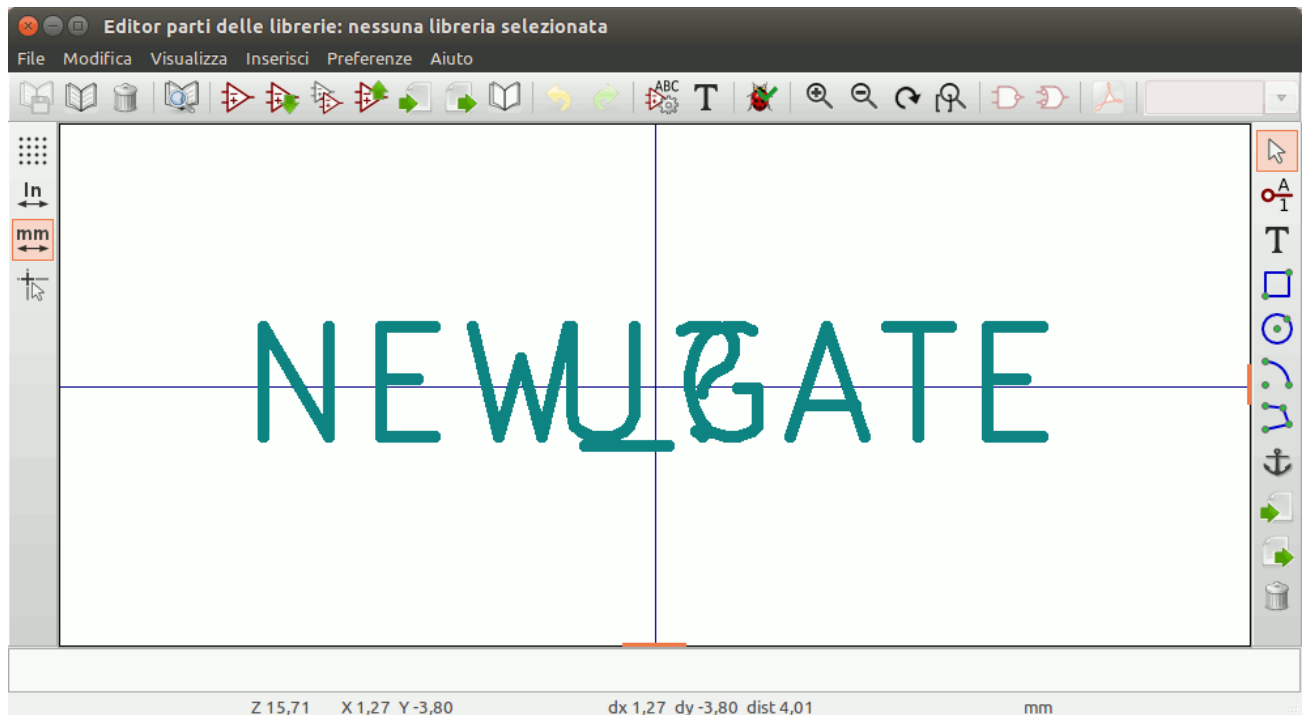 Editor parti delle librerie: nessuna libreria selezionata
File Modifica Visualizza Inserisci Preferenze Aiuto
ABC T
In
mm
A
1
T
NEW_GATE
U?
Z 15,71 X 1,27 Y -3,80 dx 1,27 dy -3,80 dist 4,01 mm